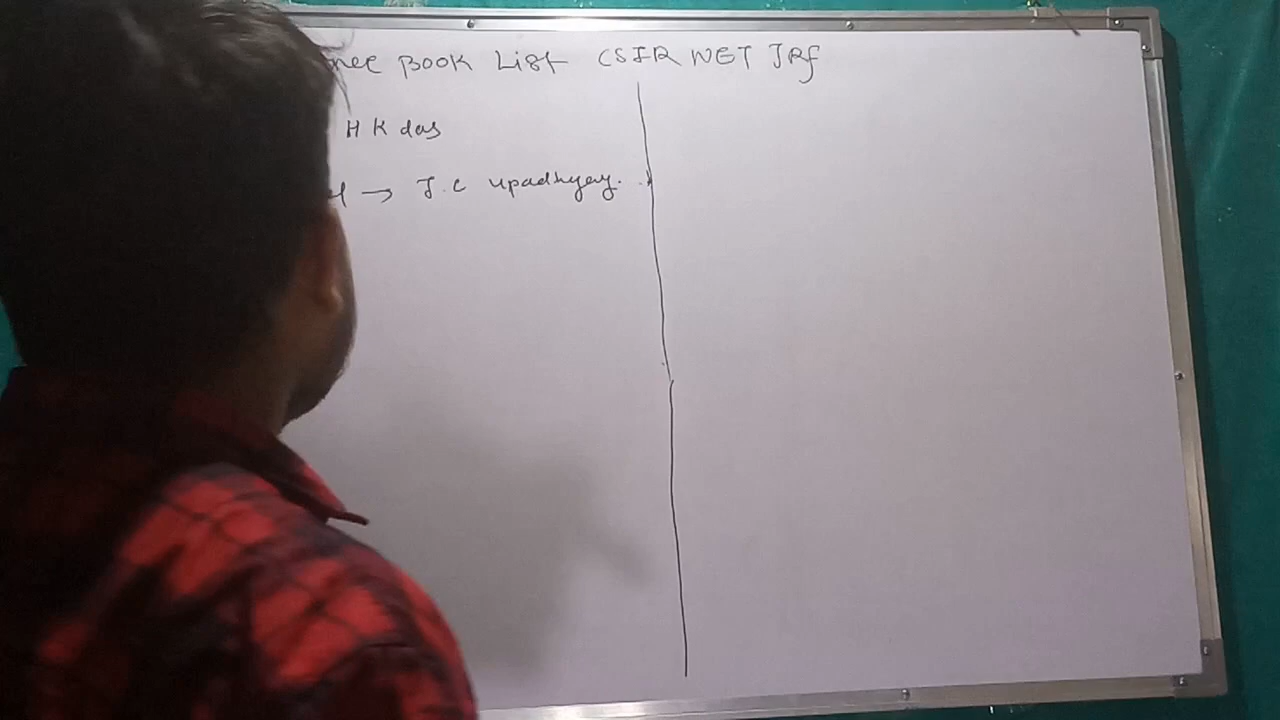 Book List CSIR NET JRf
H K das
→ J.C upadhyay.